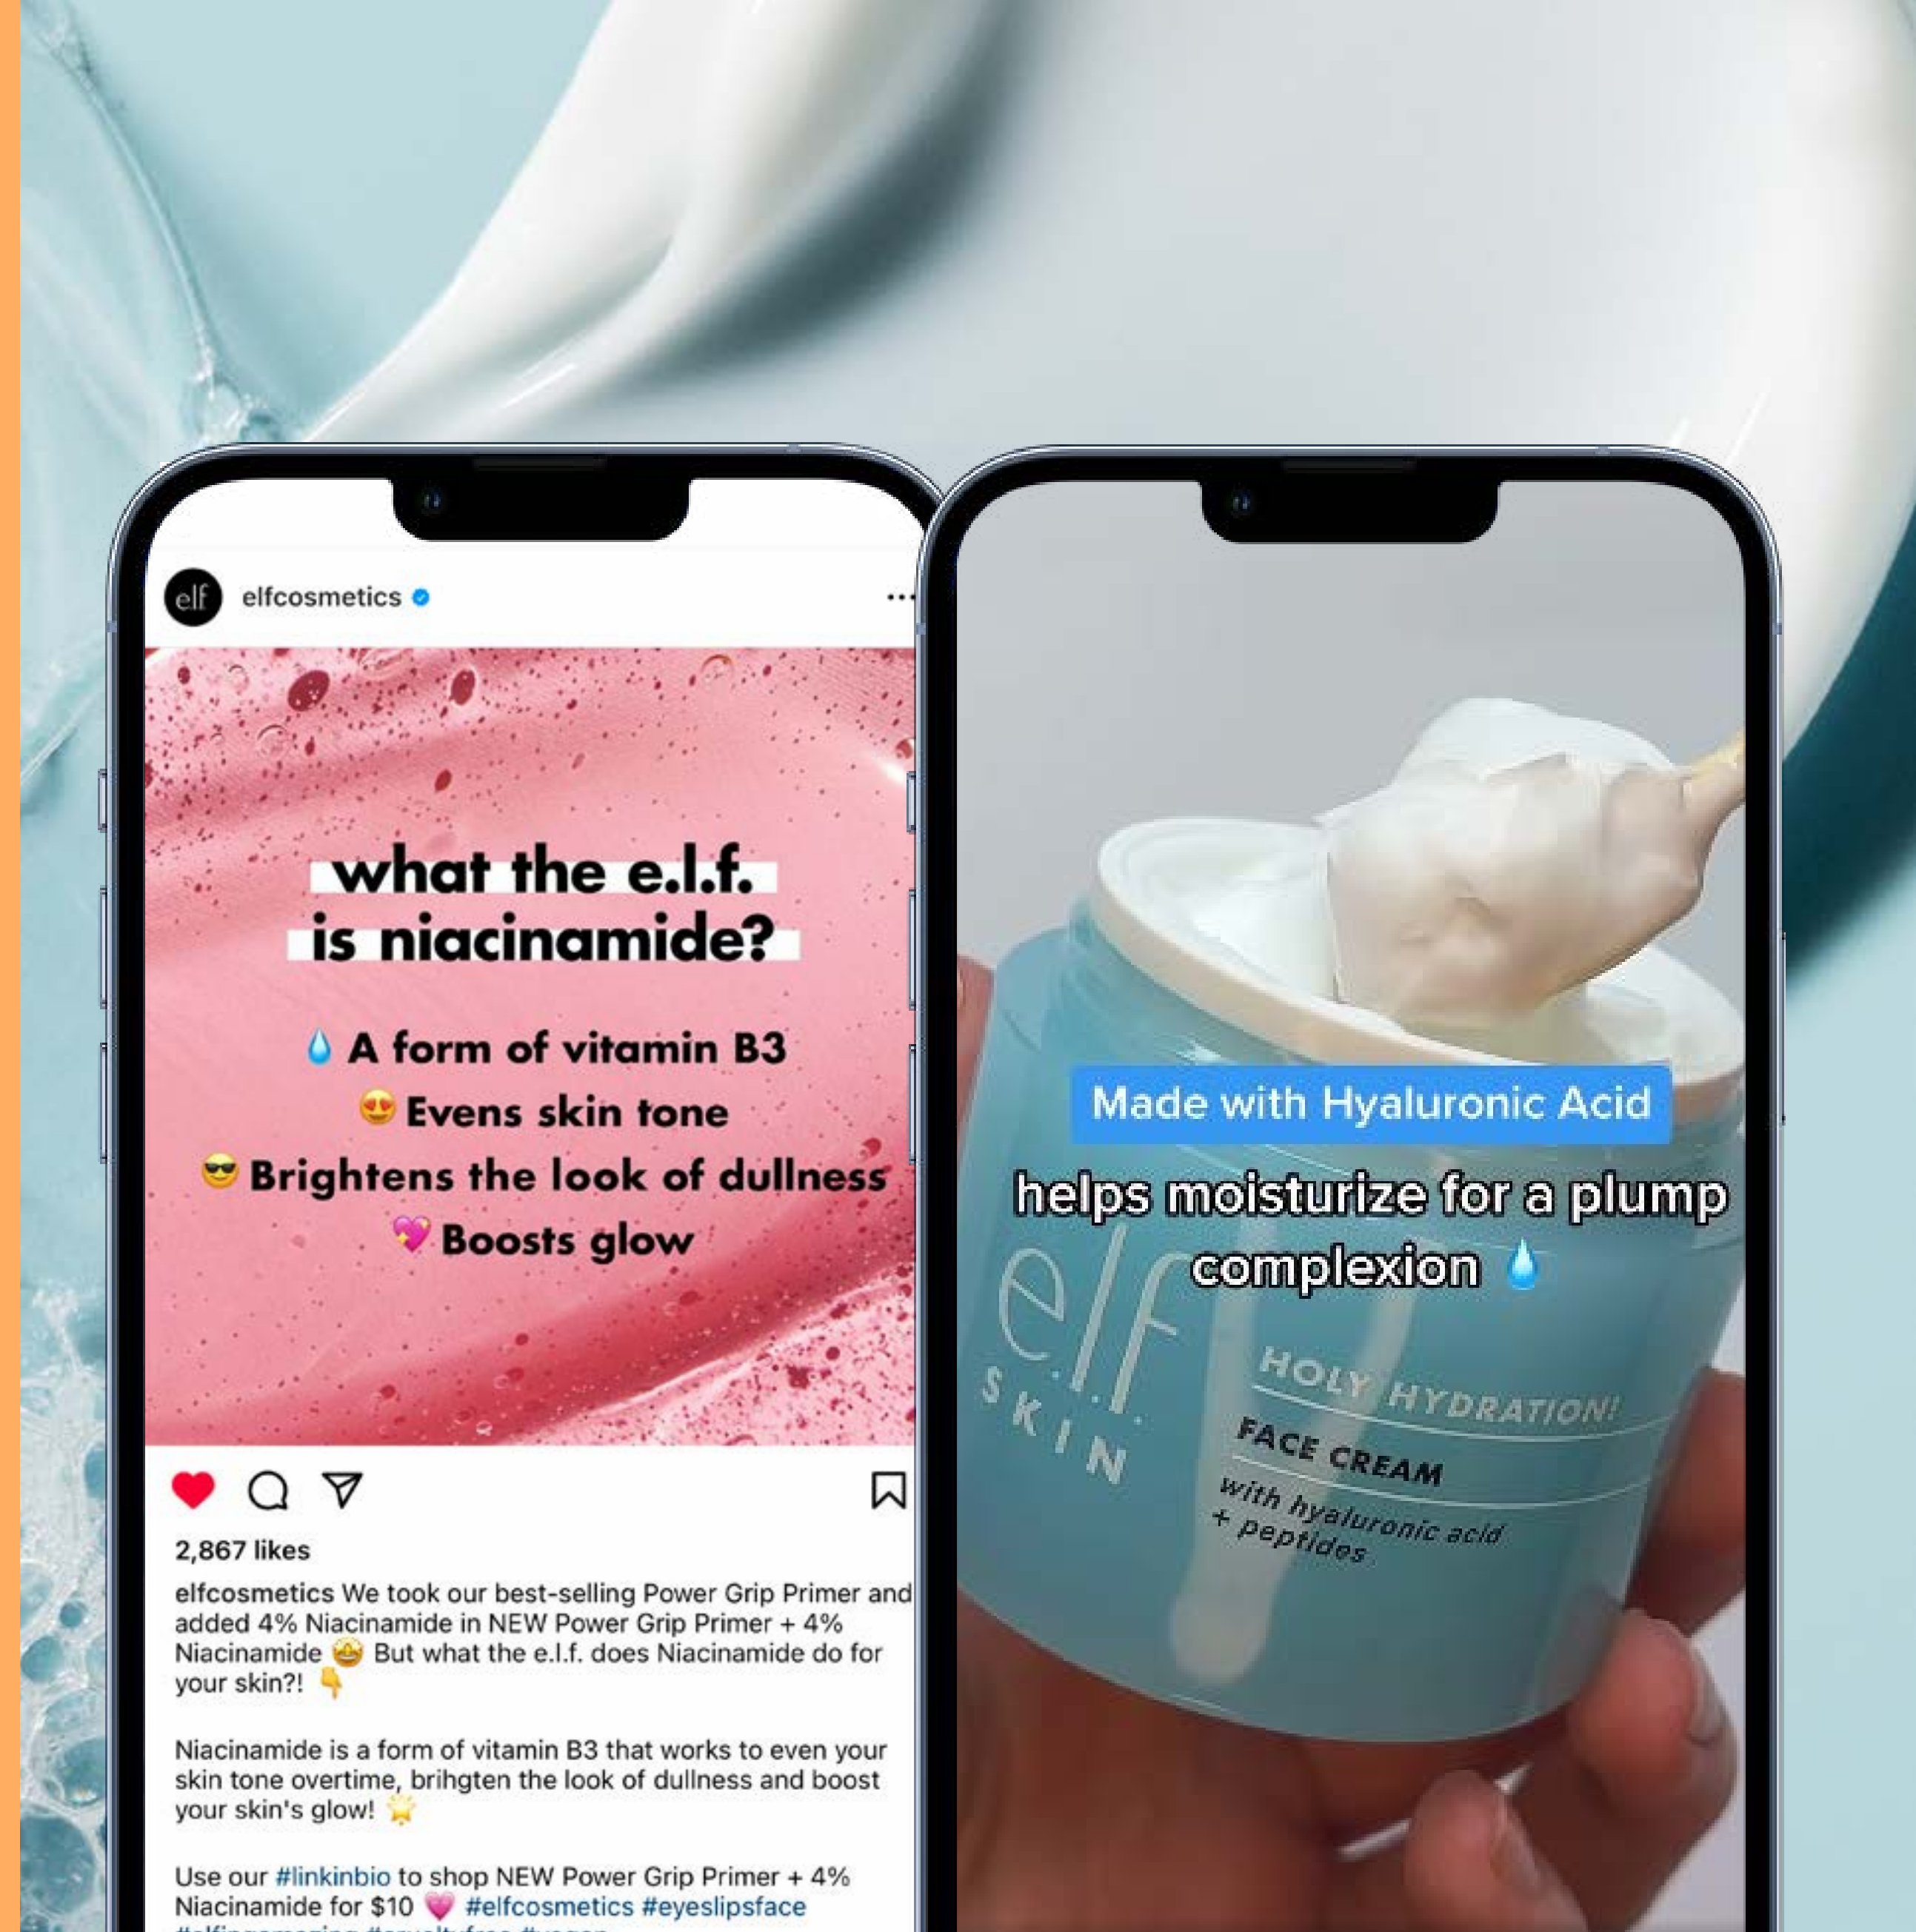 elf
elfcosmetics
what the e.l.f.
is niacinamide?
💧 A form of vitamin B3
😍 Evens skin tone
😎 Brightens the look of dullness
💖 Boosts glow
2,867 likes
elfcosmetics We took our best-selling Power Grip Primer and
added 4% Niacinamide in NEW Power Grip Primer + 4%
Niacinamide 🤩 But what the e.l.f. does Niacinamide do for
your skin?! 👇
Niacinamide is a form of vitamin B3 that works to even your
skin tone overtime, brihgten the look of dullness and boost
your skin's glow! 🌟
Use our #linkinbio to shop NEW Power Grip Primer + 4%
Niacinamide for $10 💗 #elfcosmetics #eyeslipsface
#elfingamazing #crueltyfree #vegan
Made with Hyaluronic Acid
helps moisturize for a plump
complexion 💧
e.l.f.
SKIN
HOLY HYDRATION!
FACE CREAM
with hyaluronic acid
+ peptides